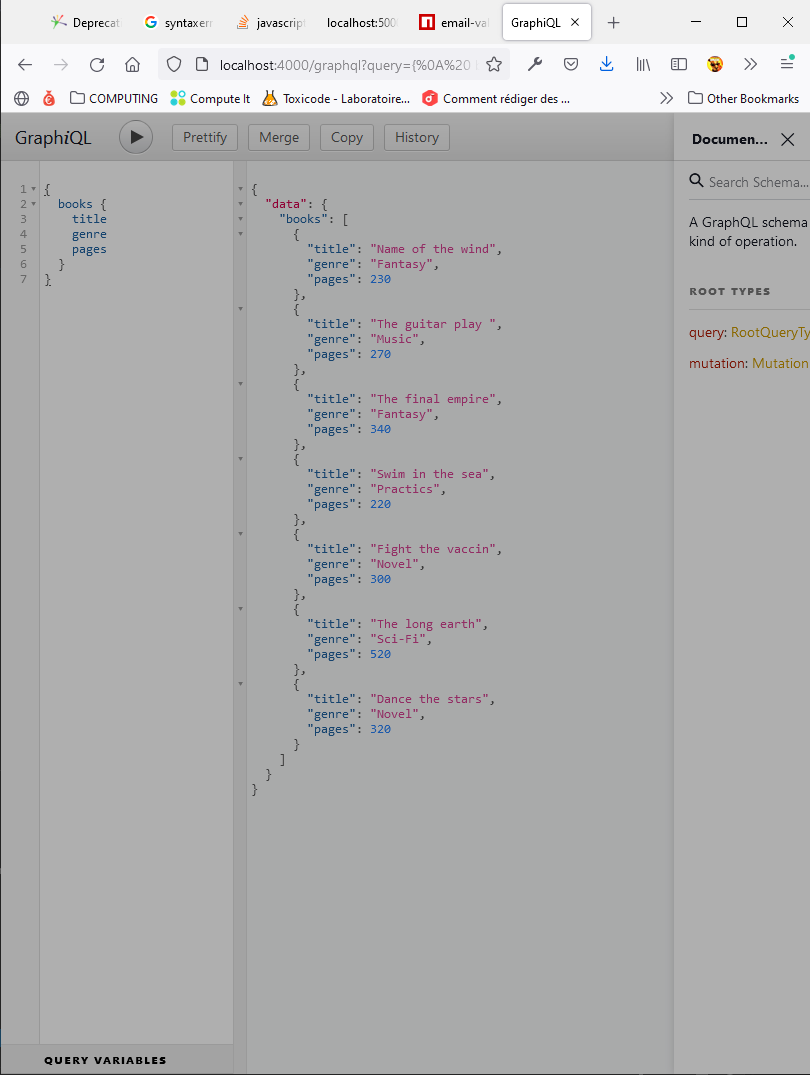 Deprecat
syntaxerr
javascript
localhost:500
email-val
GraphiQL
localhost:4000/graphql?query={%0A%20
COMPUTING
Compute It
Toxicode - Laboratoire...
Comment rédiger des ...
Other Bookmarks
GraphiQL
Prettify
Merge
Copy
History
Documen...
Search Schema...
A GraphQL schema
kind of operation.
ROOT TYPES
query: RootQueryTy
mutation: Mutation
1 {
2 books {
3 title
4 genre
5 pages
6 }
7 }
{
"data": {
"books": [
{
"title": "Name of the wind",
"genre": "Fantasy",
"pages": 230
},
{
"title": "The guitar play ",
"genre": "Music",
"pages": 270
},
{
"title": "The final empire",
"genre": "Fantasy",
"pages": 340
},
{
"title": "Swim in the sea",
"genre": "Practics",
"pages": 220
},
{
"title": "Fight the vaccin",
"genre": "Novel",
"pages": 300
},
{
"title": "The long earth",
"genre": "Sci-Fi",
"pages": 520
},
{
"title": "Dance the stars",
"genre": "Novel",
"pages": 320
}
]
}
}
QUERY VARIABLES